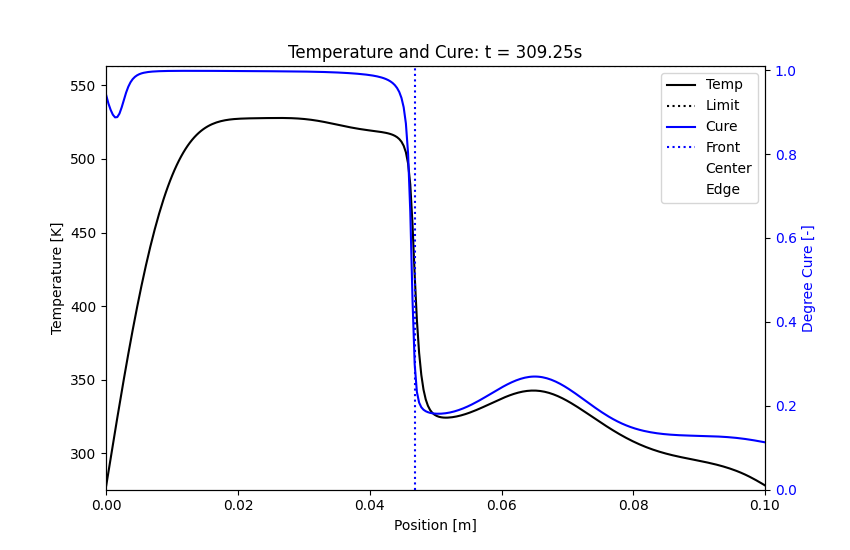 Temperature and Cure: t = 309.25s
Temp
Limit
Cure
Front
Center
Edge
550
500
450
400
350
300
Temperature [K]
1.0
0.8
0.6
0.4
0.2
0.0
Degree Cure [-]
0.00 0.02 0.04 0.06 0.08 0.10
Position [m]